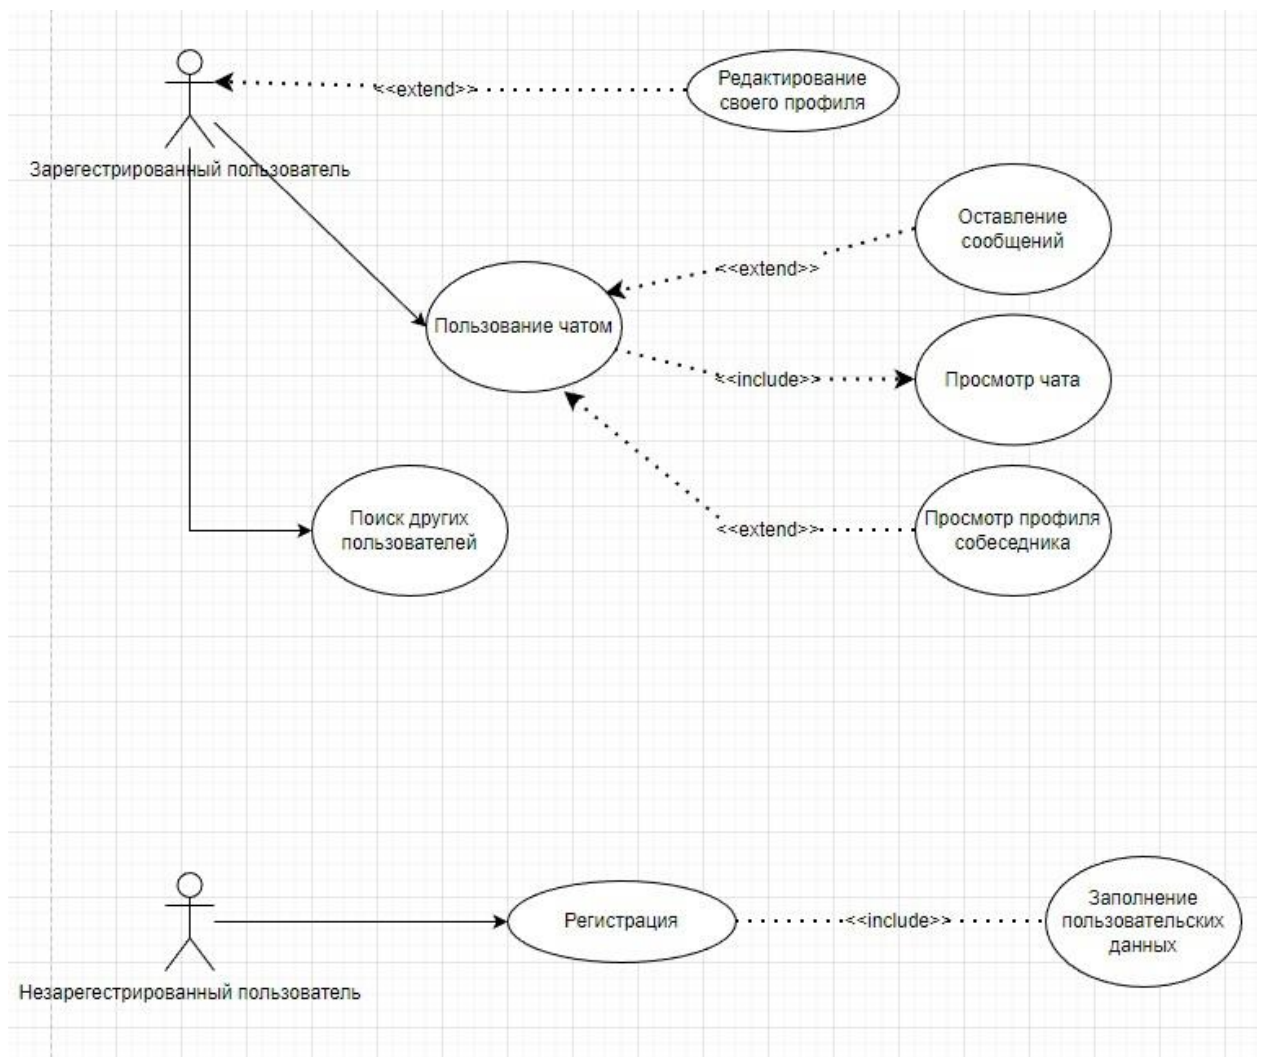 <<extend>>
Редактирование
своего профиля
Зарегестрированный пользователь
Оставление
сообщений
<<extend>>
Пользование чатом
<<include>>
Просмотр чата
Поиск других
пользователей
<<extend>>
Просмотр профиля
собеседника
Регистрация
<<include>>
Заполнение
пользовательских
данных
Незарегестрированный пользователь